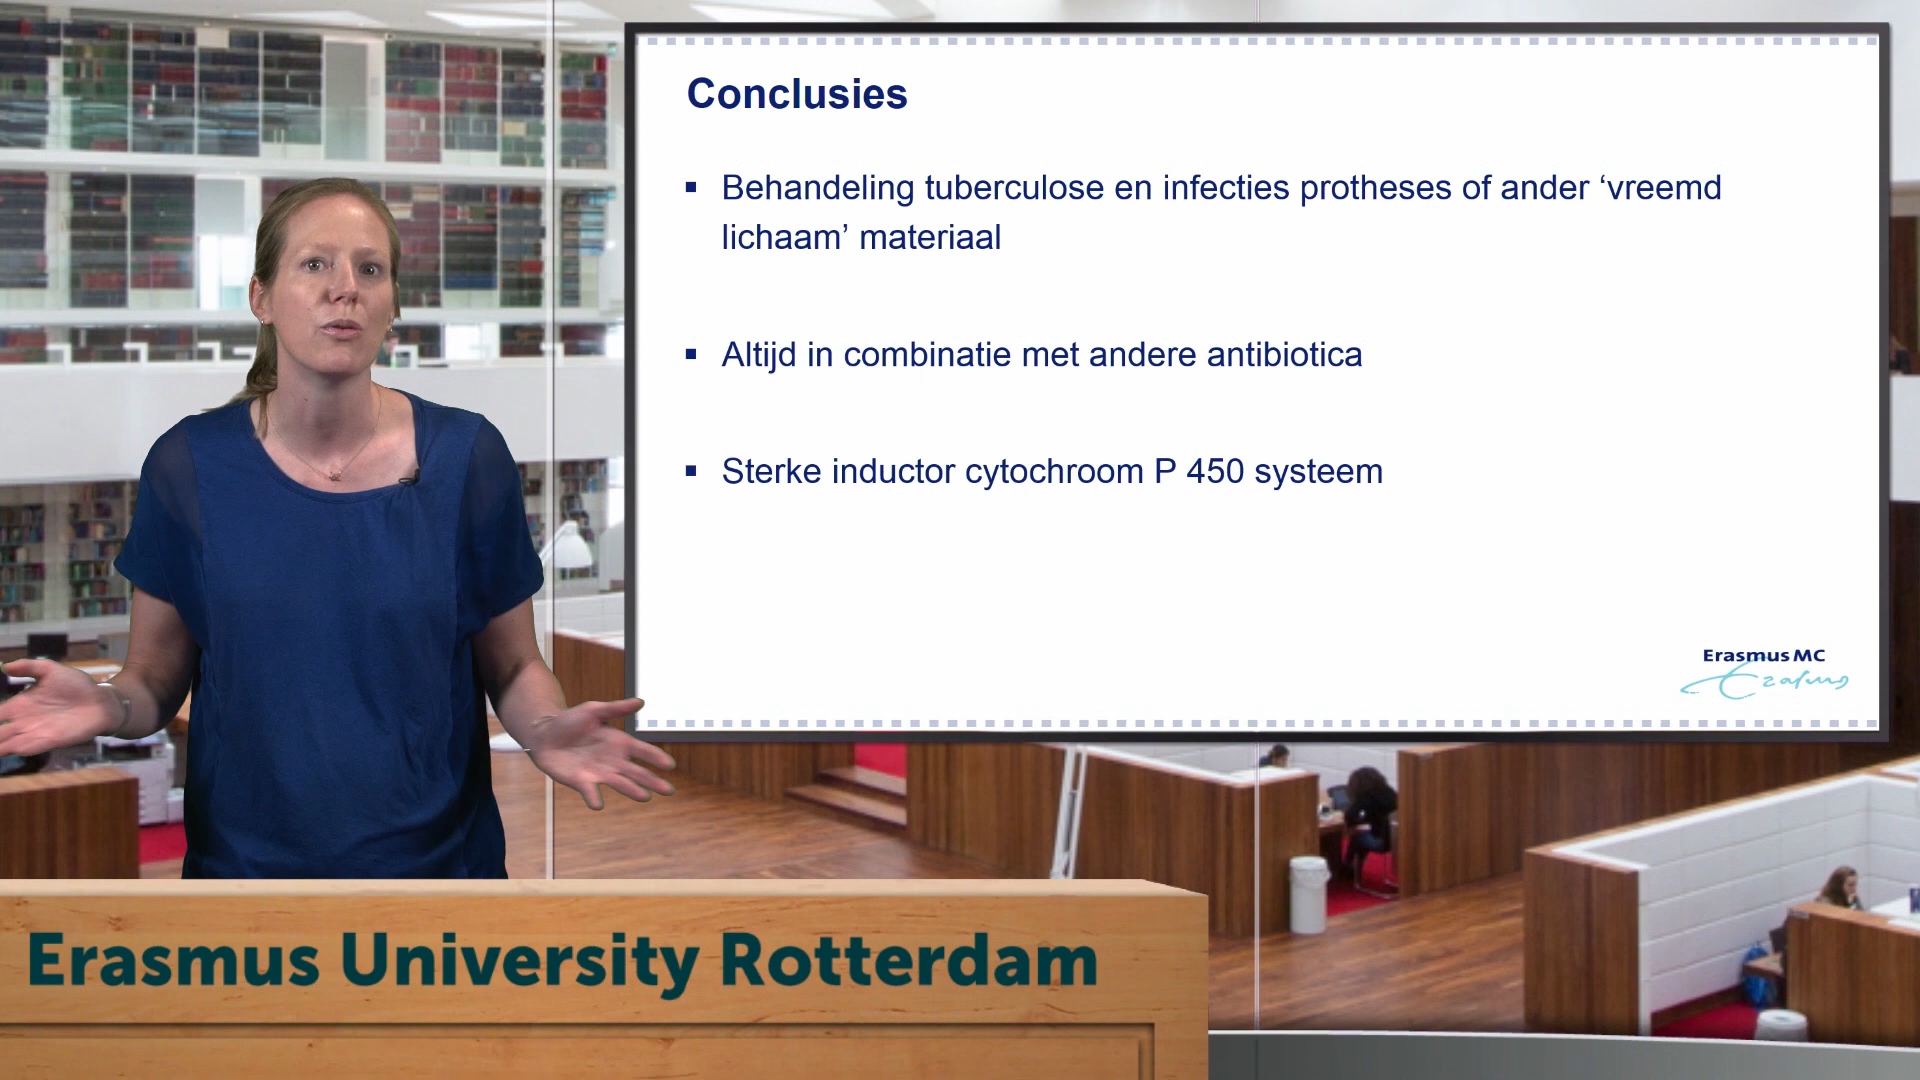 Conclusies
▪ Behandeling tuberculose en infecties protheses of ander ‘vreemd
lichaam’ materiaal
▪ Altijd in combinatie met andere antibiotica
▪ Sterke inductor cytochroom P 450 systeem
Erasmus MC
Erasmus
Erasmus University Rotterdam